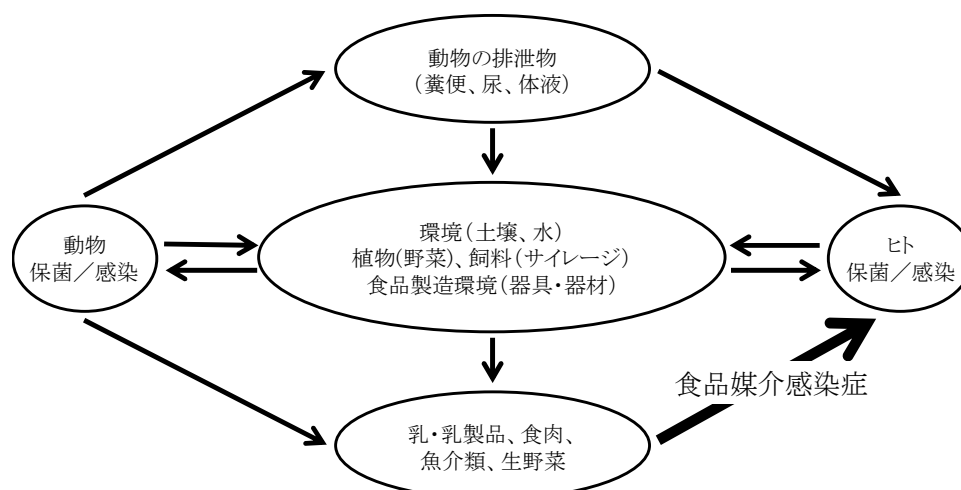 動物の排泄物
(糞便、尿、体液)
動物
保菌／感染
環境(土壌、水)
植物(野菜)、飼料(サイレージ)
食品製造環境(器具・器材)
ヒト
保菌／感染
食品媒介感染症
乳・乳製品、食肉、
魚介類、生野菜